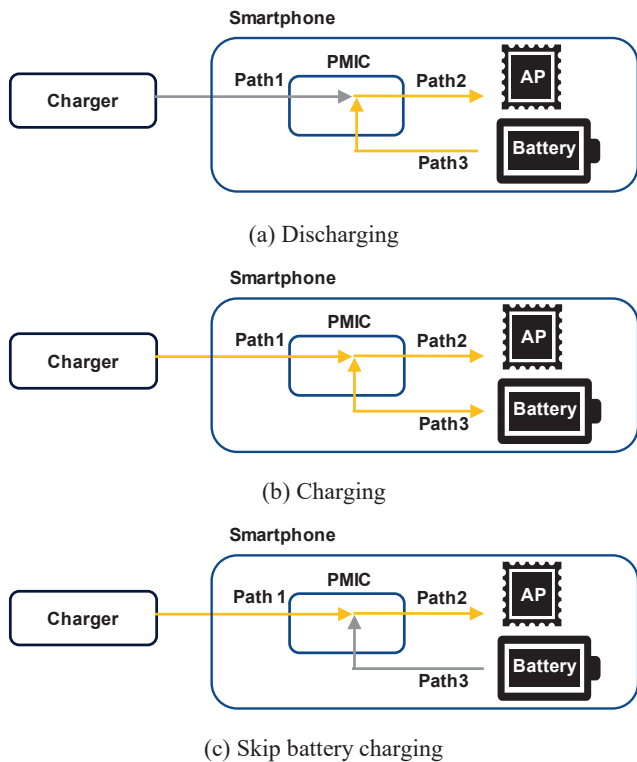 Smartphone
PMIC
Charger
Path1
Path2
AP
Battery
Path3
(a) Discharging
Smartphone
PMIC
Charger
Path1
Path2
AP
Battery
Path3
(b) Charging
Smartphone
PMIC
Charger
Path 1
Path2
AP
Battery
Path3
(c) Skip battery charging